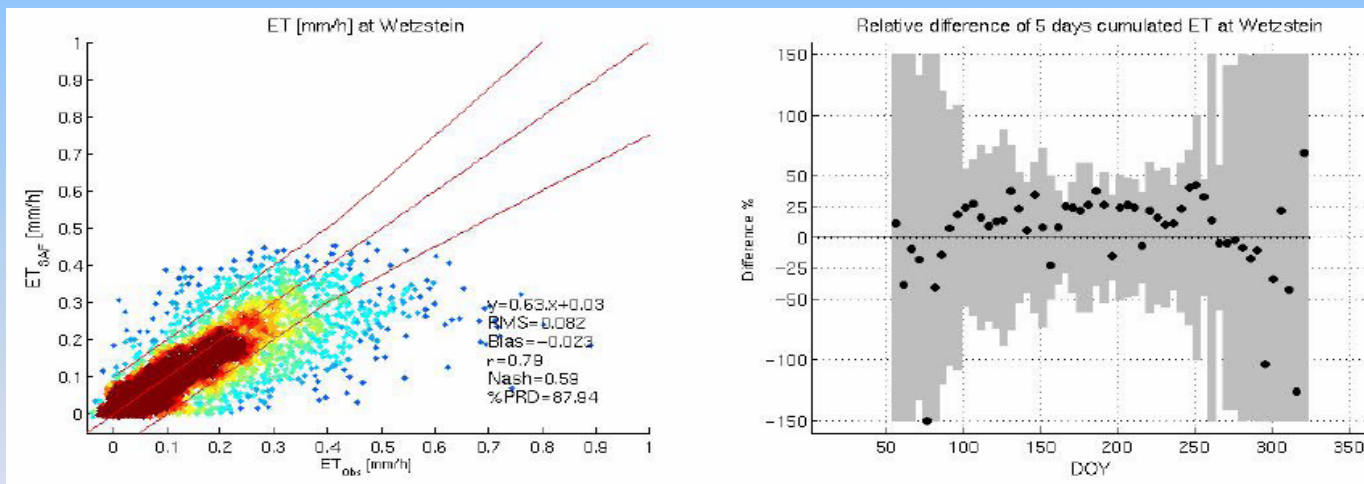 ET [mm/h] at Wetzstein
1
0.9
0.8
0.7
0.6
0.5
0.4
0.3
0.2
0.1
0
ET_SAF [mm/h]
y=0.63.x+0.03
RMS=0.082
Bias=-0.023
r=0.79
Nash=0.59
%PRD=87.94
0 0.1 0.2 0.3 0.4 0.5 0.6 0.7 0.8 0.9 1
ET_Obs [mm/h]
Relative difference of 5 days cumulated ET at Wetzstein
150
100
50
25
0
-25
-50
-100
-150
Difference %
50 100 150 200 250 300 350
DOY